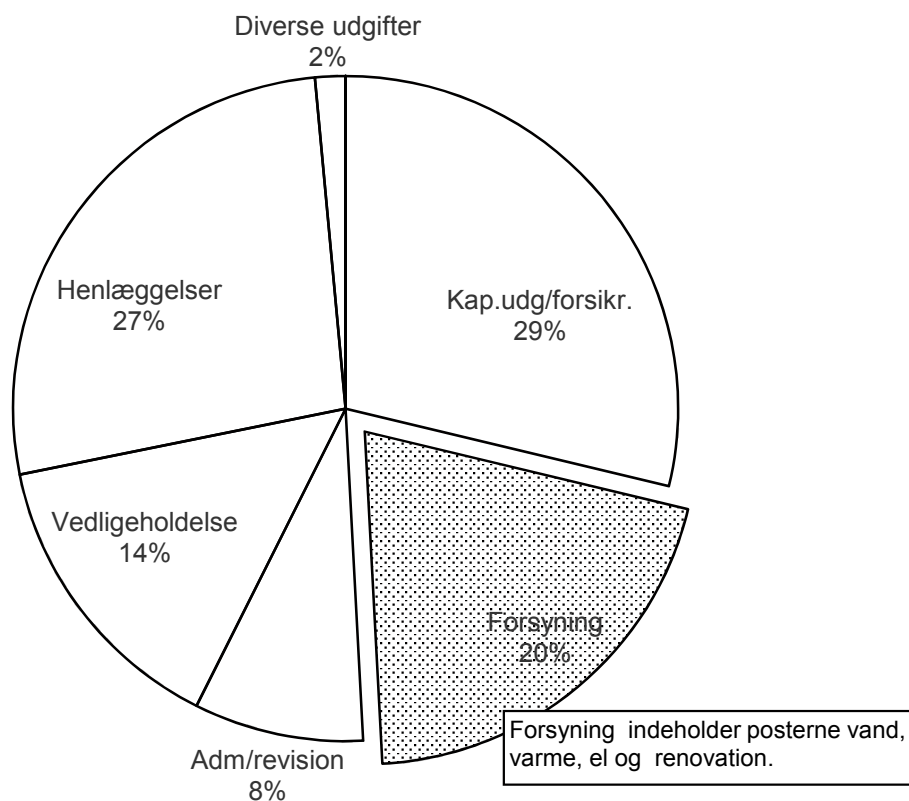 Diverse udgifter
2%
Kap.udg/forsikr.
29%
Henlæggelser
27%
Vedligeholdelse
14%
Forsyning
20%
Adm/revision
8%
Forsyning indeholder posterne vand,
varme, el og renovation.